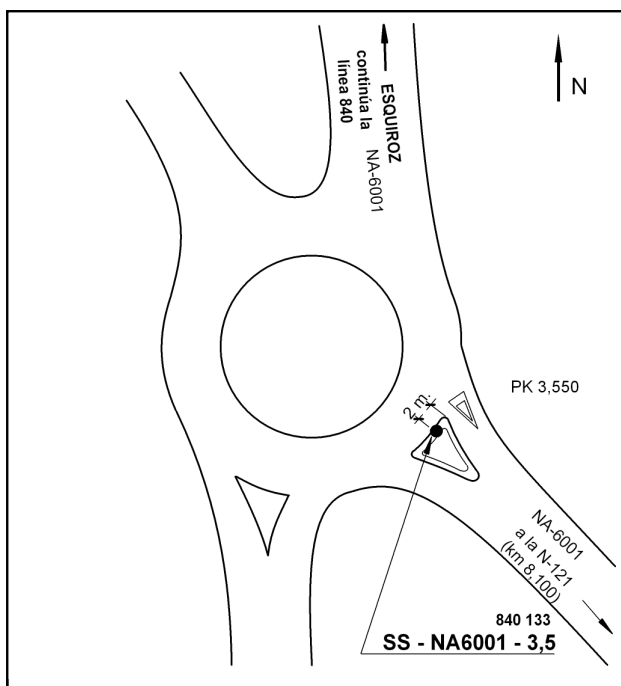 ESQUIROZ
continúa la
línea 840
NA-6001
N
PK 3,550
2 m.
NA-6001
a la N-121
(km 8,100)
840 133
SS - NA6001 - 3,5